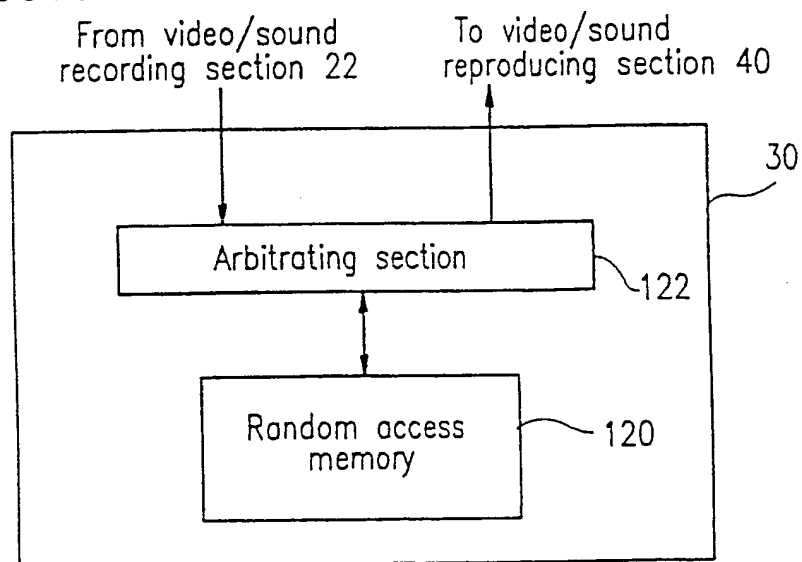 From video/sound
recording section 22
To video/sound
reproducing section 40
30
Arbitrating section
122
Random access
memory
120